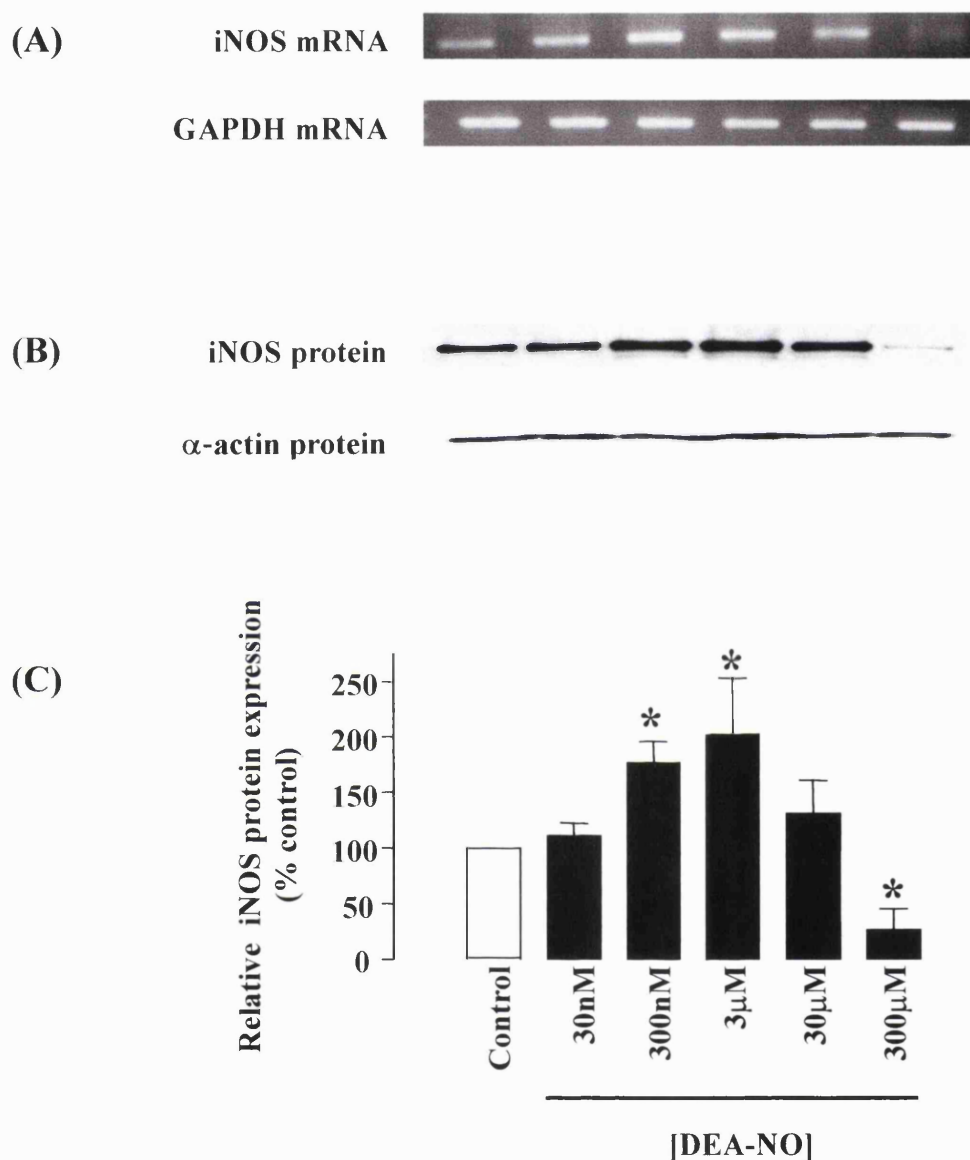 (A)
iNOS mRNA
GAPDH mRNA
(B)
iNOS protein
α-actin protein
(C)
Relative iNOS protein expression
(% control)
250
200
150
100
50
0
*
*
*
Control
30nM
300nM
3µM
30µM
300µM
[DEA-NO]